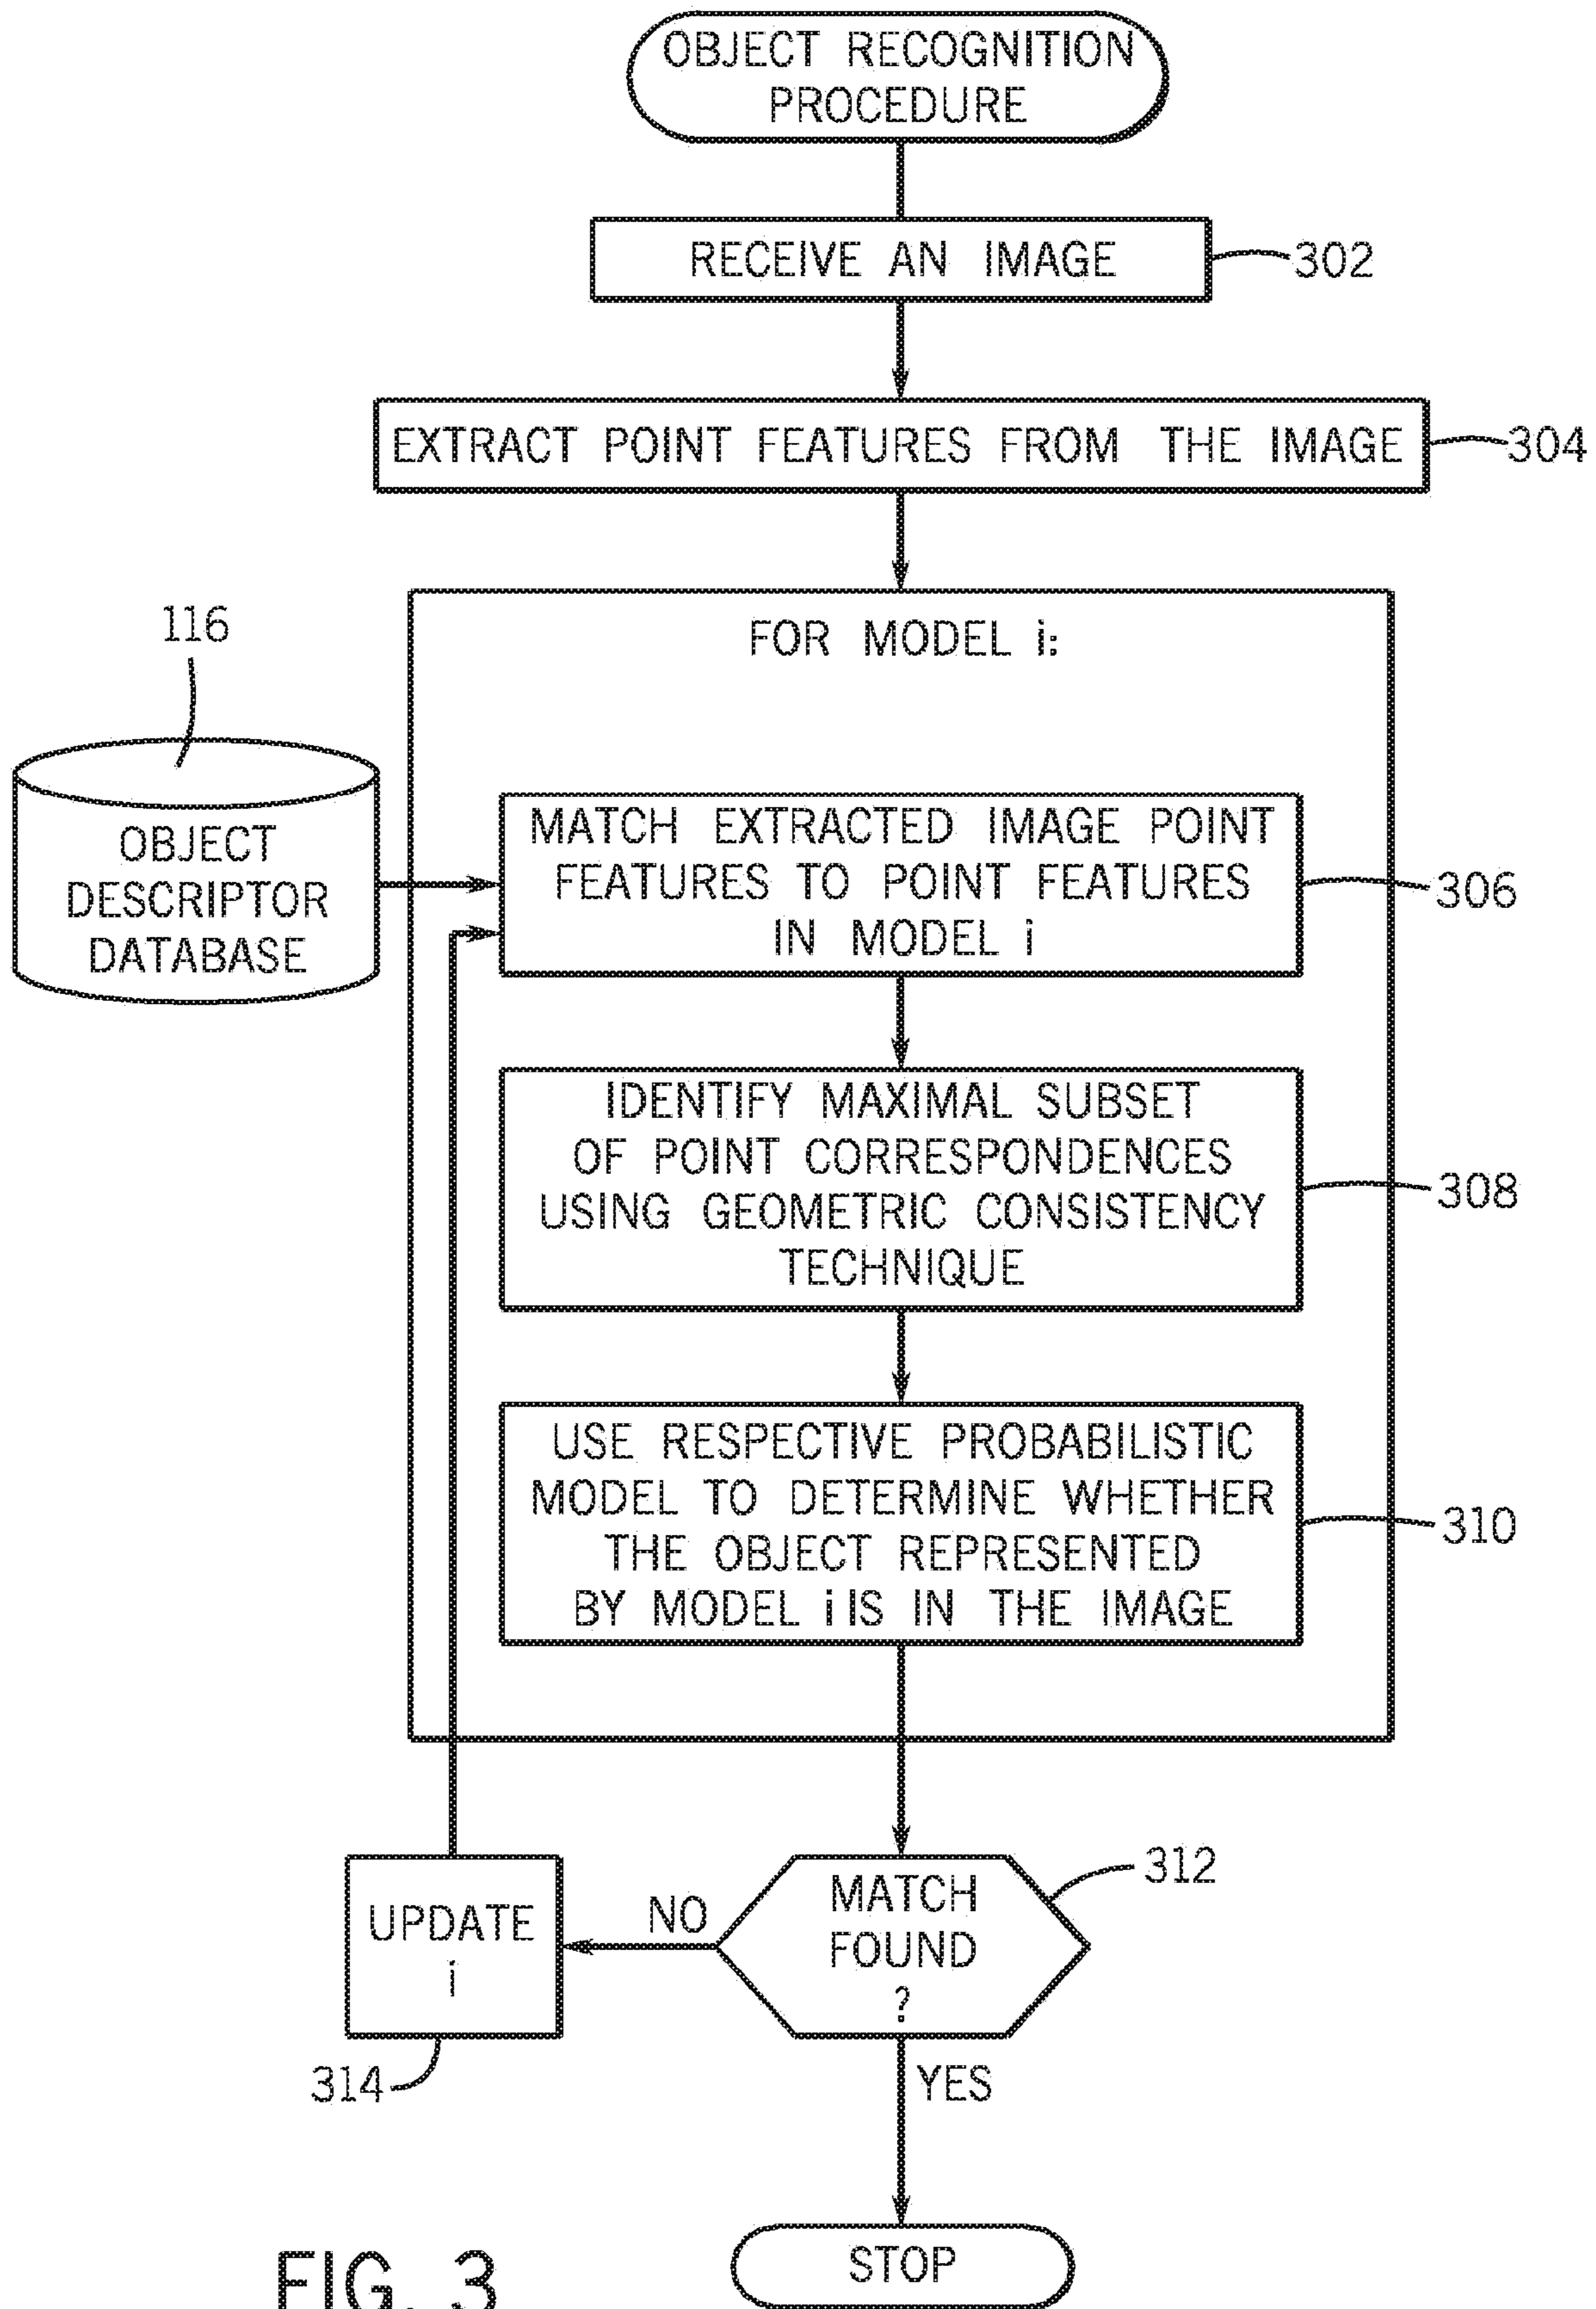 OBJECT RECOGNITION
PROCEDURE
RECEIVE AN IMAGE
302
EXTRACT POINT FEATURES FROM THE IMAGE
304
FOR MODEL i:
116
OBJECT
DESCRIPTOR
DATABASE
MATCH EXTRACTED IMAGE POINT
FEATURES TO POINT FEATURES
IN MODEL i
306
IDENTIFY MAXIMAL SUBSET
OF POINT CORRESPONDENCES
USING GEOMETRIC CONSISTENCY
TECHNIQUE
308
USE RESPECTIVE PROBABILISTIC
MODEL TO DETERMINE WHETHER
THE OBJECT REPRESENTED
BY MODEL i IS IN THE IMAGE
310
MATCH
FOUND
?
312
NO
UPDATE
i
314
YES
STOP
FIG. 3